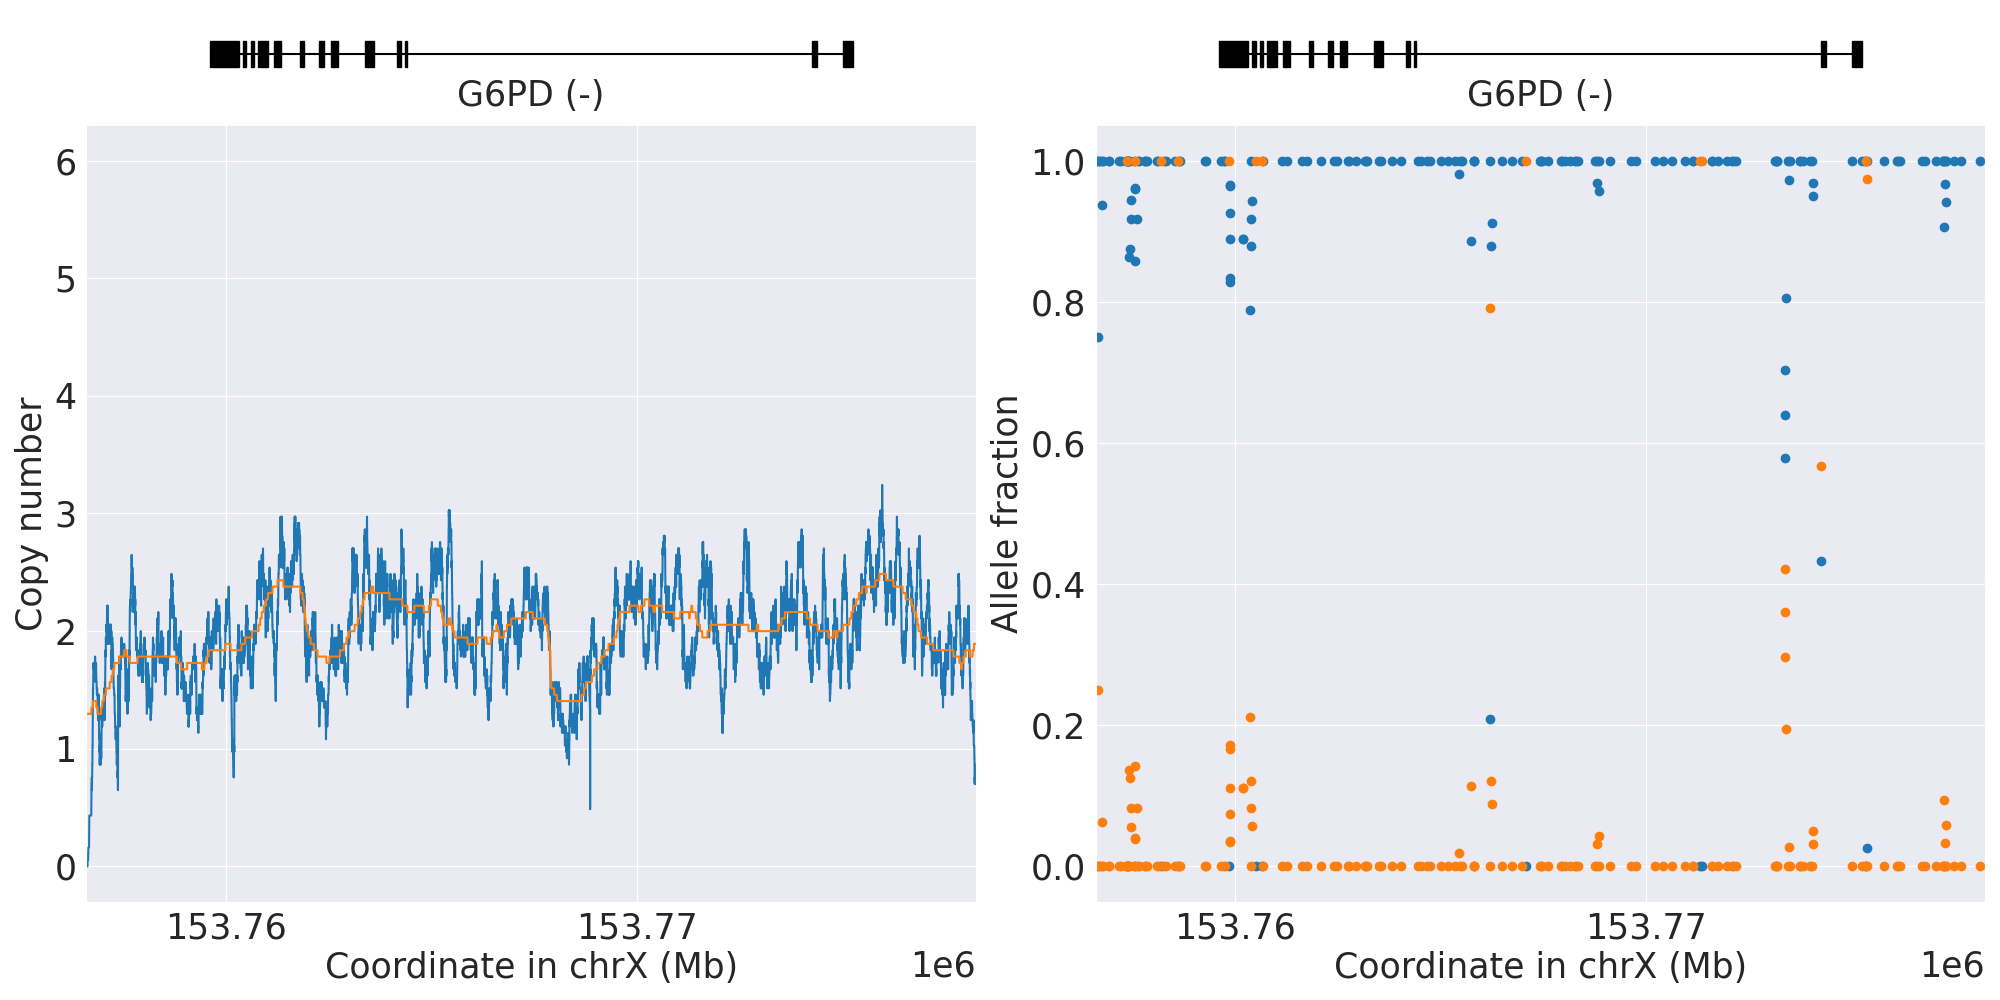 G6PD (-)
6
5
4
3
2
1
0
Copy number
153.76
153.77
Coordinate in chrX (Mb)
1e6
G6PD (-)
1.0
0.8
0.6
0.4
0.2
0.0
Allele fraction
153.76
153.77
Coordinate in chrX (Mb)
1e6